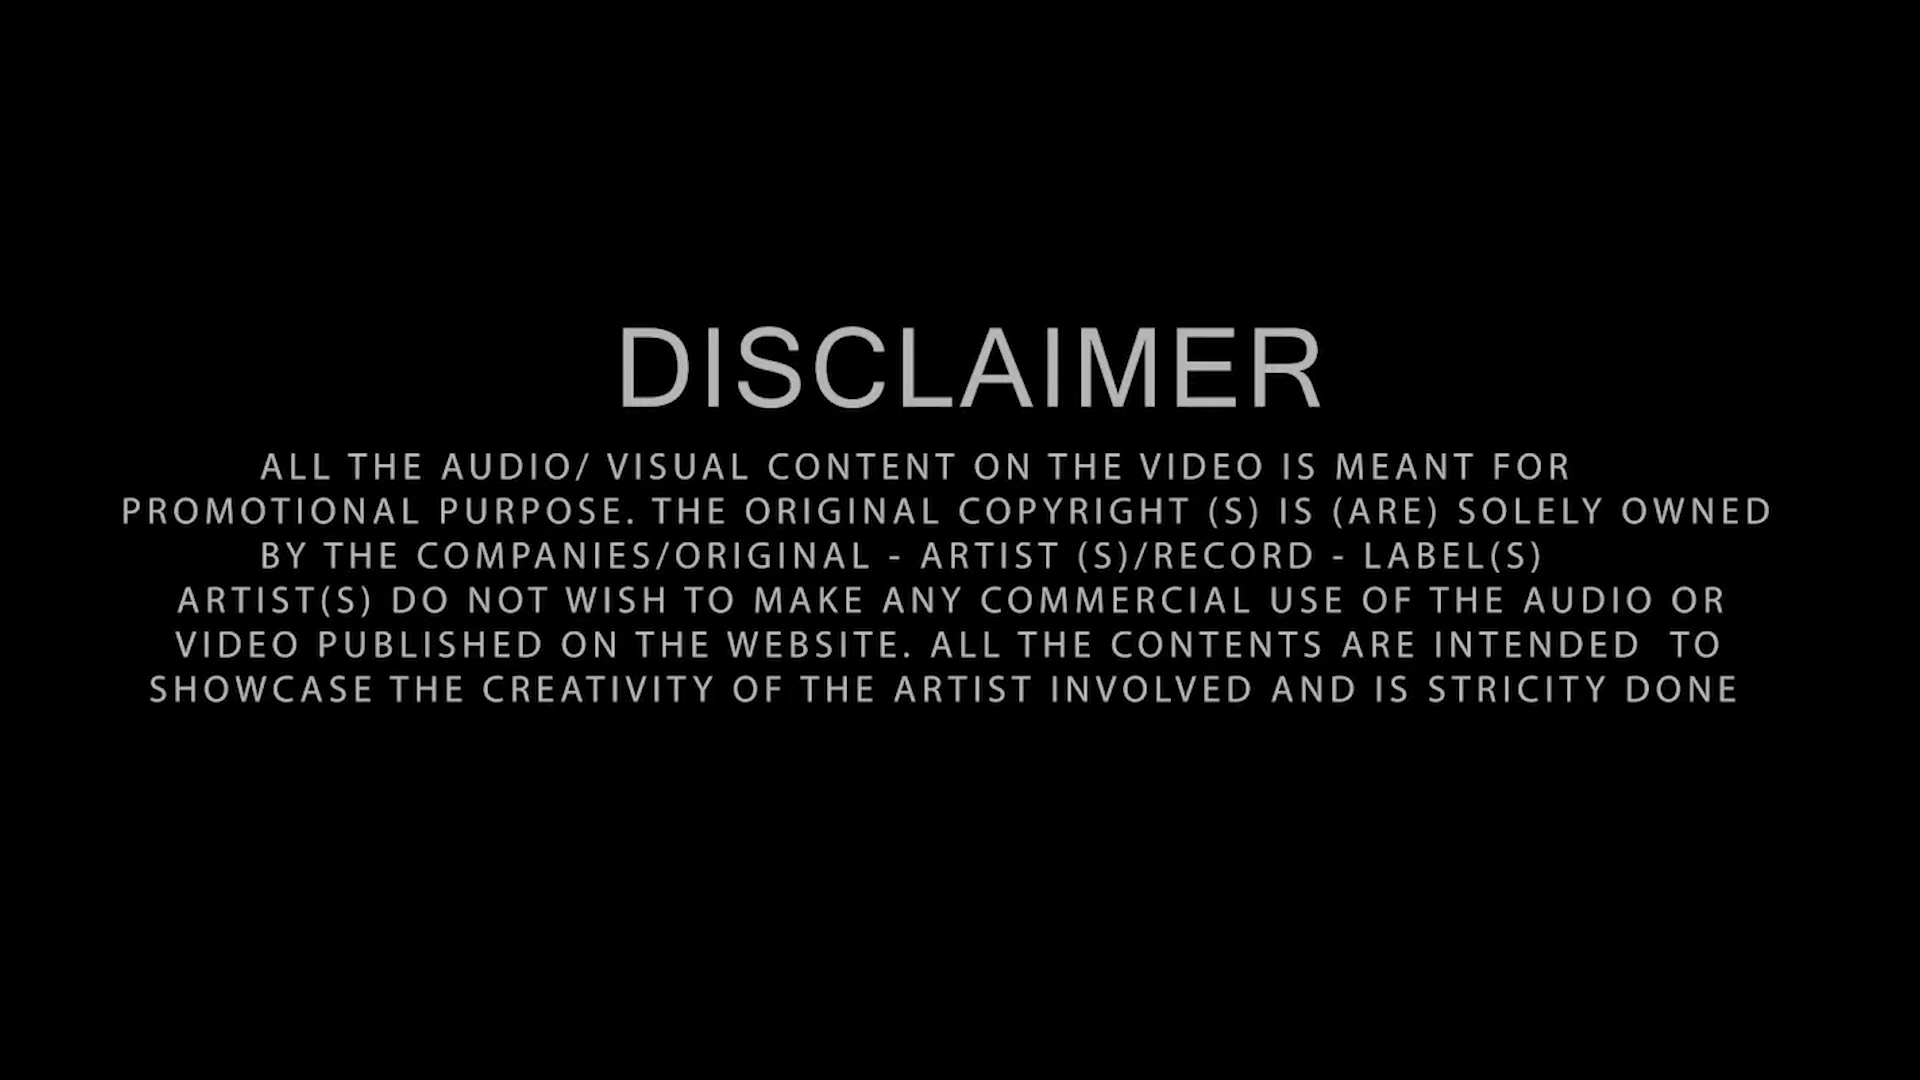 DISCLAIMER
ALL THE AUDIO/ VISUAL CONTENT ON THE VIDEO IS MEANT FOR
PROMOTIONAL PURPOSE. THE ORIGINAL COPYRIGHT (S) IS (ARE) SOLELY OWNED
BY THE COMPANIES/ORIGINAL - ARTIST (S)/RECORD - LABEL(S)
ARTIST(S) DO NOT WISH TO MAKE ANY COMMERCIAL USE OF THE AUDIO OR
VIDEO PUBLISHED ON THE WEBSITE. ALL THE CONTENTS ARE INTENDED  TO
SHOWCASE THE CREATIVITY OF THE ARTIST INVOLVED AND IS STRICITY DONE